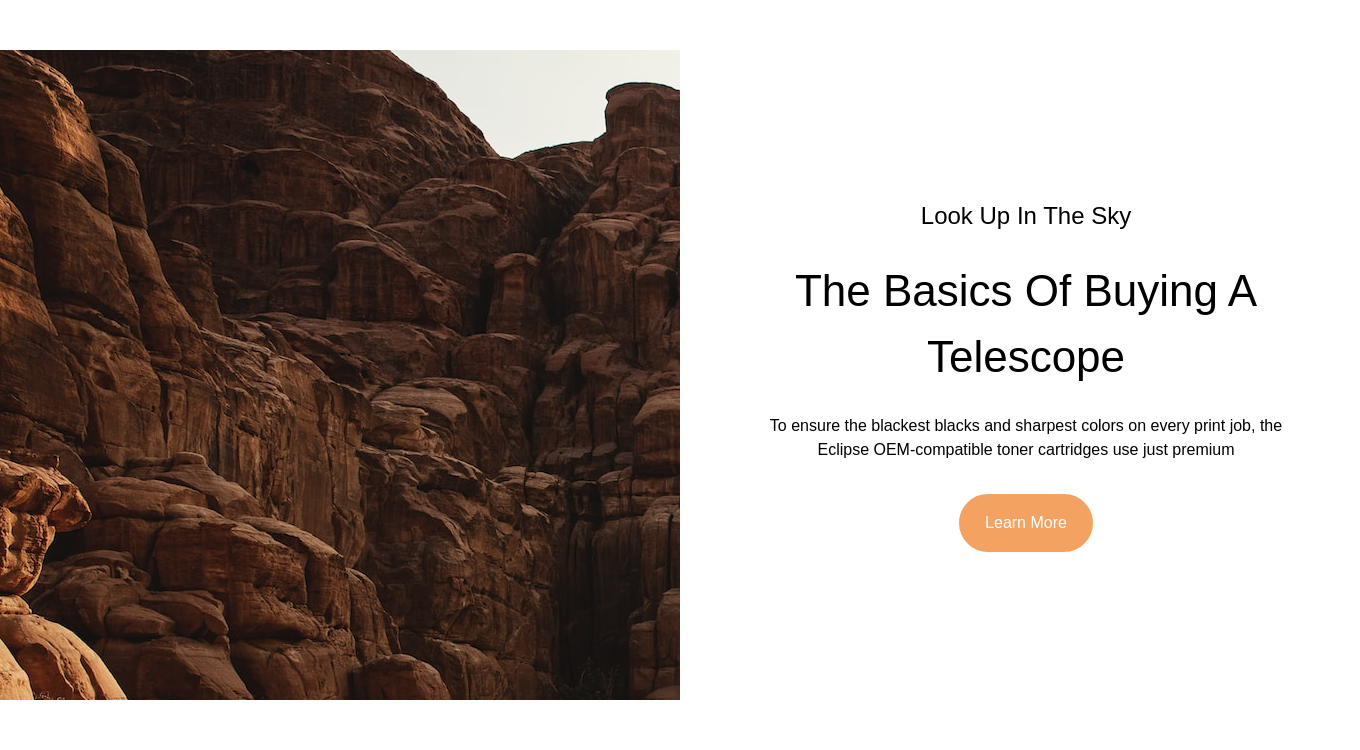 Look Up In The Sky
The Basics Of Buying A
Telescope
To ensure the blackest blacks and sharpest colors on every print job, the
Eclipse OEM-compatible toner cartridges use just premium
Learn More